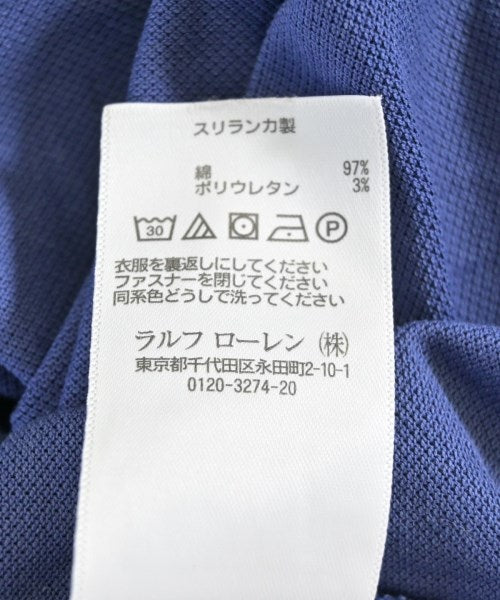 スリランカ製
綿 97%
ポリウレタン 3%
30 P
衣服を裏返しにしてください
ファスナーを閉じてください
同系色どうしで洗ってください
ラルフ ローレン (株)
東京都千代田区永田町2-10-1
0120-3274-20